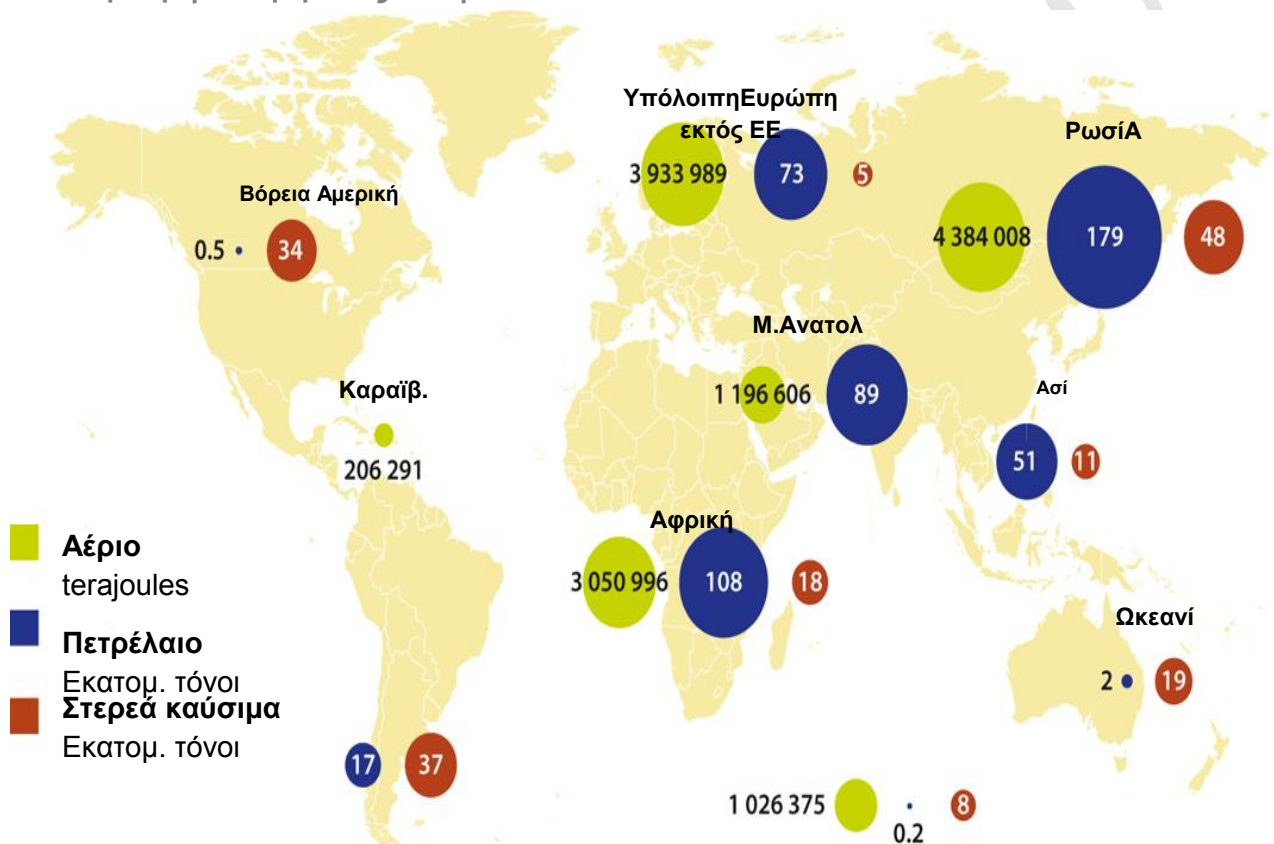 ΥπόλοιπηΕυρώπη
εκτός ΕΕ
3 933 989 73 5
ΡωσίΑ
4 384 008 179 48
Βόρεια Αμερική
0.5 34
Μ.Ανατολ
1 196 606 89
Ασί
51 11
Καραϊβ.
206 291
Αφρική
3 050 996 108 18
Ωκεανί
2 19
17 37
1 026 375 0.2 8
Αέριο
terajoules
Πετρέλαιο
Εκατομ. τόνοι
Στερεά καύσιμα
Εκατομ. τόνοι